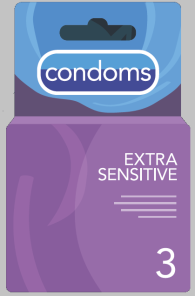 condoms
EXTRA
SENSITIVE
3